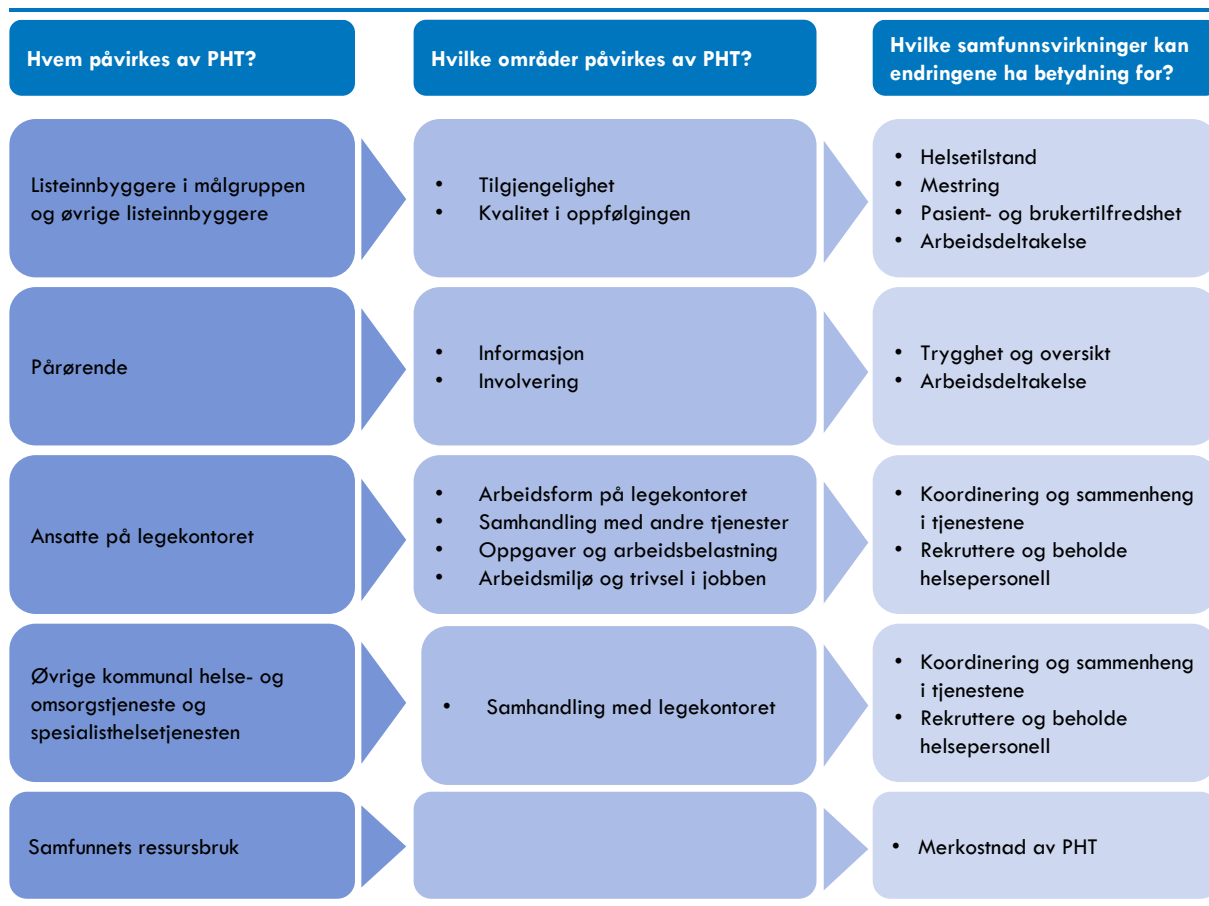 Hvem påvirkes av PHT?
Hvilke områder påvirkes av PHT?
Hvilke samfunnsvirkninger kan
endringene ha betydning for?
Listeinnbyggere i målgruppen
og øvrige listeinnbyggere
• Tilgjengelighet
• Kvalitet i oppfølgingen
• Helsetilstand
• Mestring
• Pasient- og brukertilfredshet
• Arbeidsdeltakelse
Pårørende
• Informasjon
• Involvering
• Trygghet og oversikt
• Arbeidsdeltakelse
Ansatte på legekontoret
• Arbeidsform på legekontoret
• Samhandling med andre tjenester
• Oppgaver og arbeidsbelastning
• Arbeidsmiljø og trivsel i jobben
• Koordinering og sammenheng
i tjenestene
• Rekruttere og beholde
helsepersonell
Øvrige kommunal helse- og
omsorgstjeneste og
spesialisthelsetjenesten
• Samhandling med legekontoret
• Koordinering og sammenheng
i tjenestene
• Rekruttere og beholde
helsepersonell
Samfunnets ressursbruk
• Merkostnad av PHT